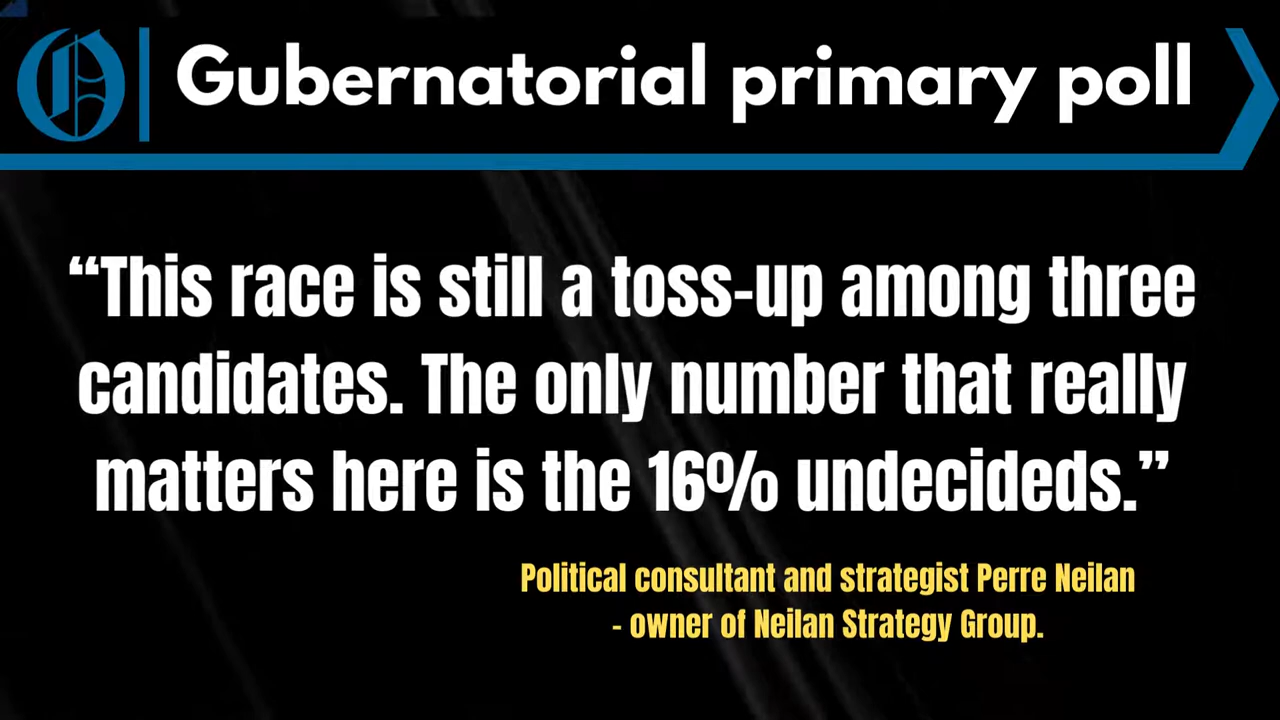 O
Gubernatorial primary poll
“This race is still a toss-up among three
candidates. The only number that really
matters here is the 16% undecideds.”
Political consultant and strategist Perre Neilan
- owner of Neilan Strategy Group.